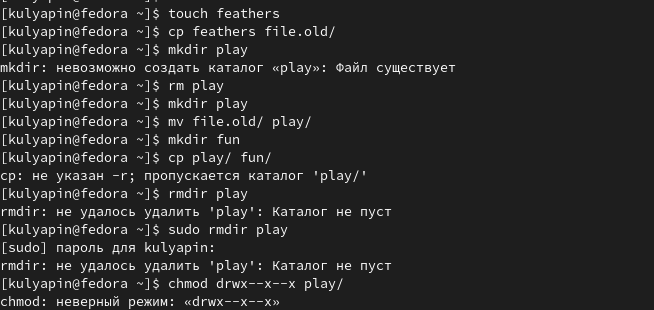 [kulyapin@fedora ~]$ touch feathers
[kulyapin@fedora ~]$ cp feathers file.old/
[kulyapin@fedora ~]$ mkdir play
mkdir: невозможно создать каталог «play»: Файл существует
[kulyapin@fedora ~]$ rm play
[kulyapin@fedora ~]$ mkdir play
[kulyapin@fedora ~]$ mv file.old/ play/
[kulyapin@fedora ~]$ mkdir fun
[kulyapin@fedora ~]$ cp play/ fun/
cp: не указан -r; пропускается каталог 'play/'
[kulyapin@fedora ~]$ rmdir play
rmdir: не удалось удалить 'play': Каталог не пуст
[kulyapin@fedora ~]$ sudo rmdir play
[sudo] пароль для kulyapin:
rmdir: не удалось удалить 'play': Каталог не пуст
[kulyapin@fedora ~]$ chmod drwx--x--x play/
chmod: неверный режим: «drwx--x--x»